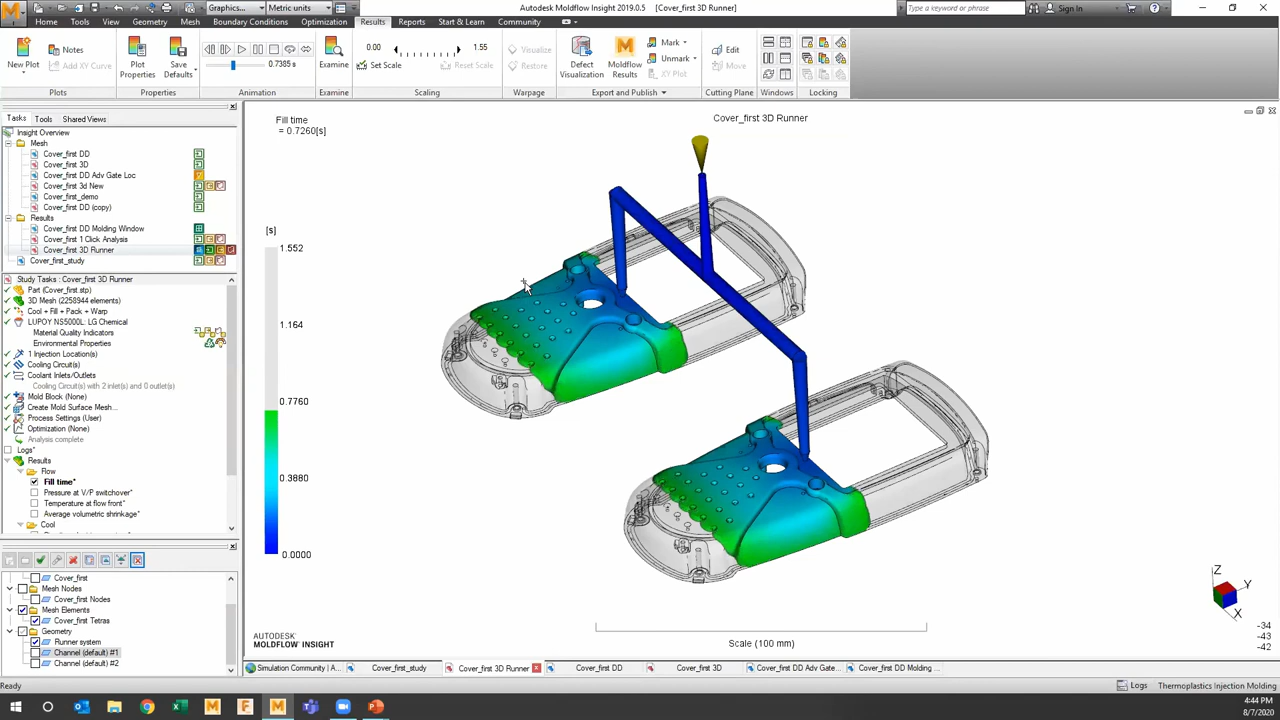 Graphics...
Metric units
Autodesk Moldflow Insight 2019.0.5 [Cover_first 3D Runner]
Type a keyword or phrase
Sign In
Home
Tools
View
Geometry
Mesh
Boundary Conditions
Optimization
Results
Reports
Start & Learn
Community
New Plot
Notes
Add XY Curve
Plot Properties
Save Defaults
0.7385 s
Examine
0.00
1.55
Set Scale
Reset Scale
Visualize
Restore
Defect Visualization
Moldflow Results
Mark
Unmark
XY Plot
Edit
Move
Plots
Properties
Animation
Examine
Scaling
Warpage
Export and Publish
Cutting Plane
Windows
Locking
Tasks
Tools
Shared Views
Insight Overview
Mesh
Cover_first DD
Cover_first 3D
Cover_first DD Adv Gate Loc
Cover_first 3d New
Cover_first_demo
Cover_first DD (copy)
Results
Cover_first DD Molding Window
Cover_first 1 Click Analysis
Cover_first 3D Runner
Cover_first_study
Study Tasks : Cover_first 3D Runner
Part (Cover_first.stp)
3D Mesh (2258944 elements)
Cool + Fill + Pack + Warp
LUPOY NS5000L: LG Chemical
Material Quality Indicators
Environmental Properties
1 Injection Location(s)
Cooling Circuit(s)
Coolant Inlets/Outlets
Cooling Circuit(s) with 2 inlet(s) and 0 outlet(s)
Mold Block (None)
Create Mold Surface Mesh...
Process Settings (User)
Optimization (None)
Analysis complete
Logs*
Results
Flow
Fill time*
Pressure at V/P switchover*
Temperature at flow front*
Average volumetric shrinkage*
Cool
Cover_first
Mesh Nodes
Cover_first Nodes
Mesh Elements
Cover_first Tetras
Geometry
Runner system
Channel (default) #1
Channel (default) #2
Fill time
= 0.7260[s]
Cover_first 3D Runner
[s]
1.552
1.164
0.7760
0.3880
0.0000
AUTODESK
MOLDFLOW INSIGHT
Scale (100 mm)
Z
Y
X
-34
-43
-42
Simulation Community | A...
Cover_first_study
Cover_first 3D Runner
Cover_first DD
Cover_first 3D
Cover_first DD Adv Gate...
Cover_first DD Molding ...
Ready
Logs
Thermoplastics Injection Molding
4:44 PM
8/7/2020